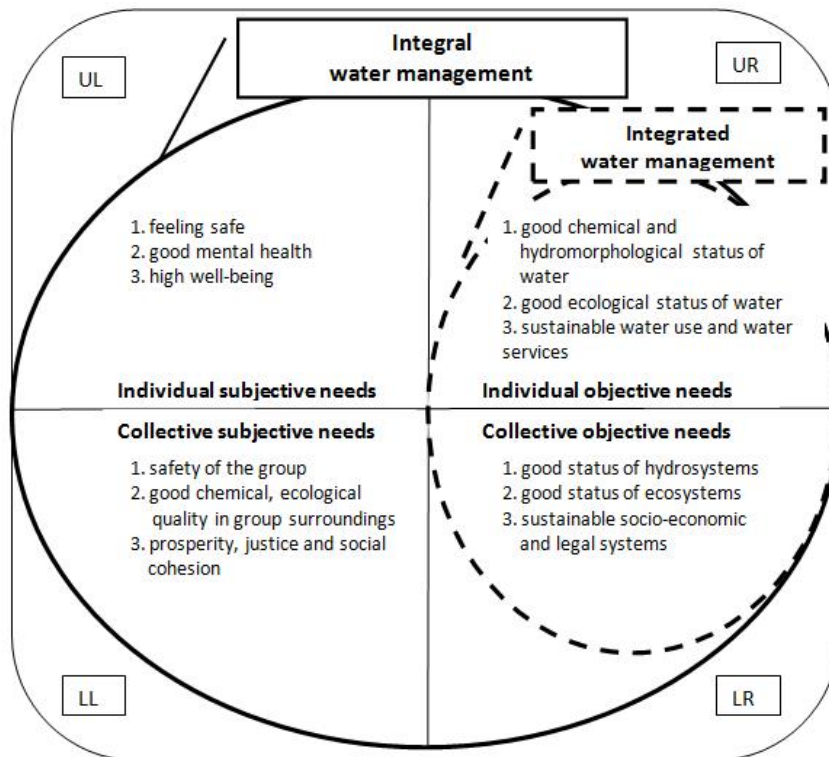 Integral
water management
UL
UR
Integrated
water management
1. feeling safe
2. good mental health
3. high well-being
1. good chemical and
hydromorphological status of
water
2. good ecological status of water
3. sustainable water use and water
services
Individual subjective needs
Individual objective needs
Collective subjective needs
Collective objective needs
1. safety of the group
2. good chemical, ecological
quality in group surroundings
3. prosperity, justice and social
cohesion
1. good status of hydrosystems
2. good status of ecosystems
3. sustainable socio-economic
and legal systems
LL
LR